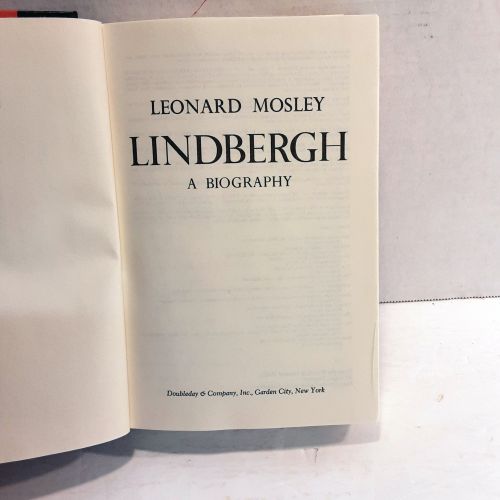 LEONARD MOSLEY
LINDBERGH
A BIOGRAPHY
Doubleday & Company, Inc., Garden City, New York